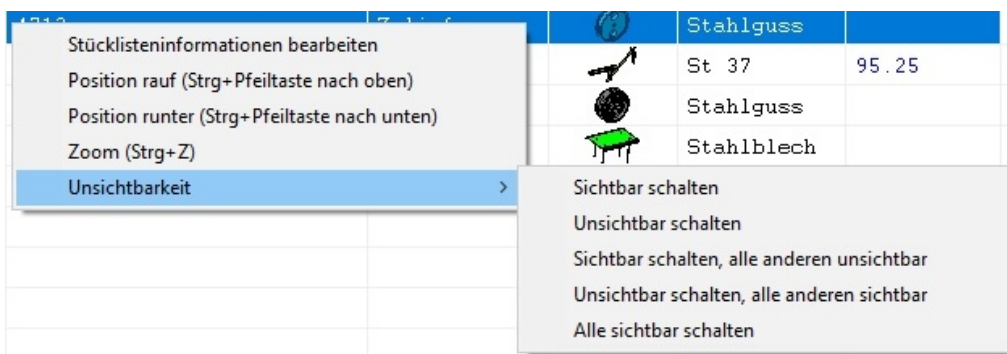 Stahlguss
Stücklisteninformationen bearbeiten
Position rauf (Strg+Pfeiltaste nach oben)
St 37 95.25
Position runter (Strg+Pfeiltaste nach unten)
Stahlguss
Zoom (Strg+Z)
Stahlblech
Unsichtbarkeit
Sichtbar schalten
Unsichtbar schalten
Sichtbar schalten, alle anderen unsichtbar
Unsichtbar schalten, alle anderen sichtbar
Alle sichtbar schalten